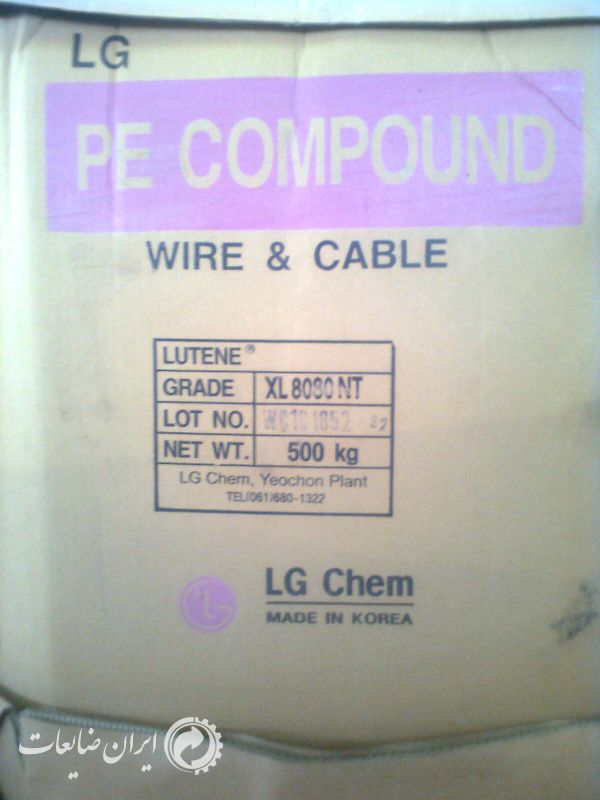 LG
PE COMPOUND
WIRE & CABLE
LUTENE®
GRADE XL 8080 NT
LOT NO.
NET WT. 500 kg
LG Chem, Yeochon Plant
TEL/(061)680-1322
LG Chem
MADE IN KOREA
ایران ضایعات